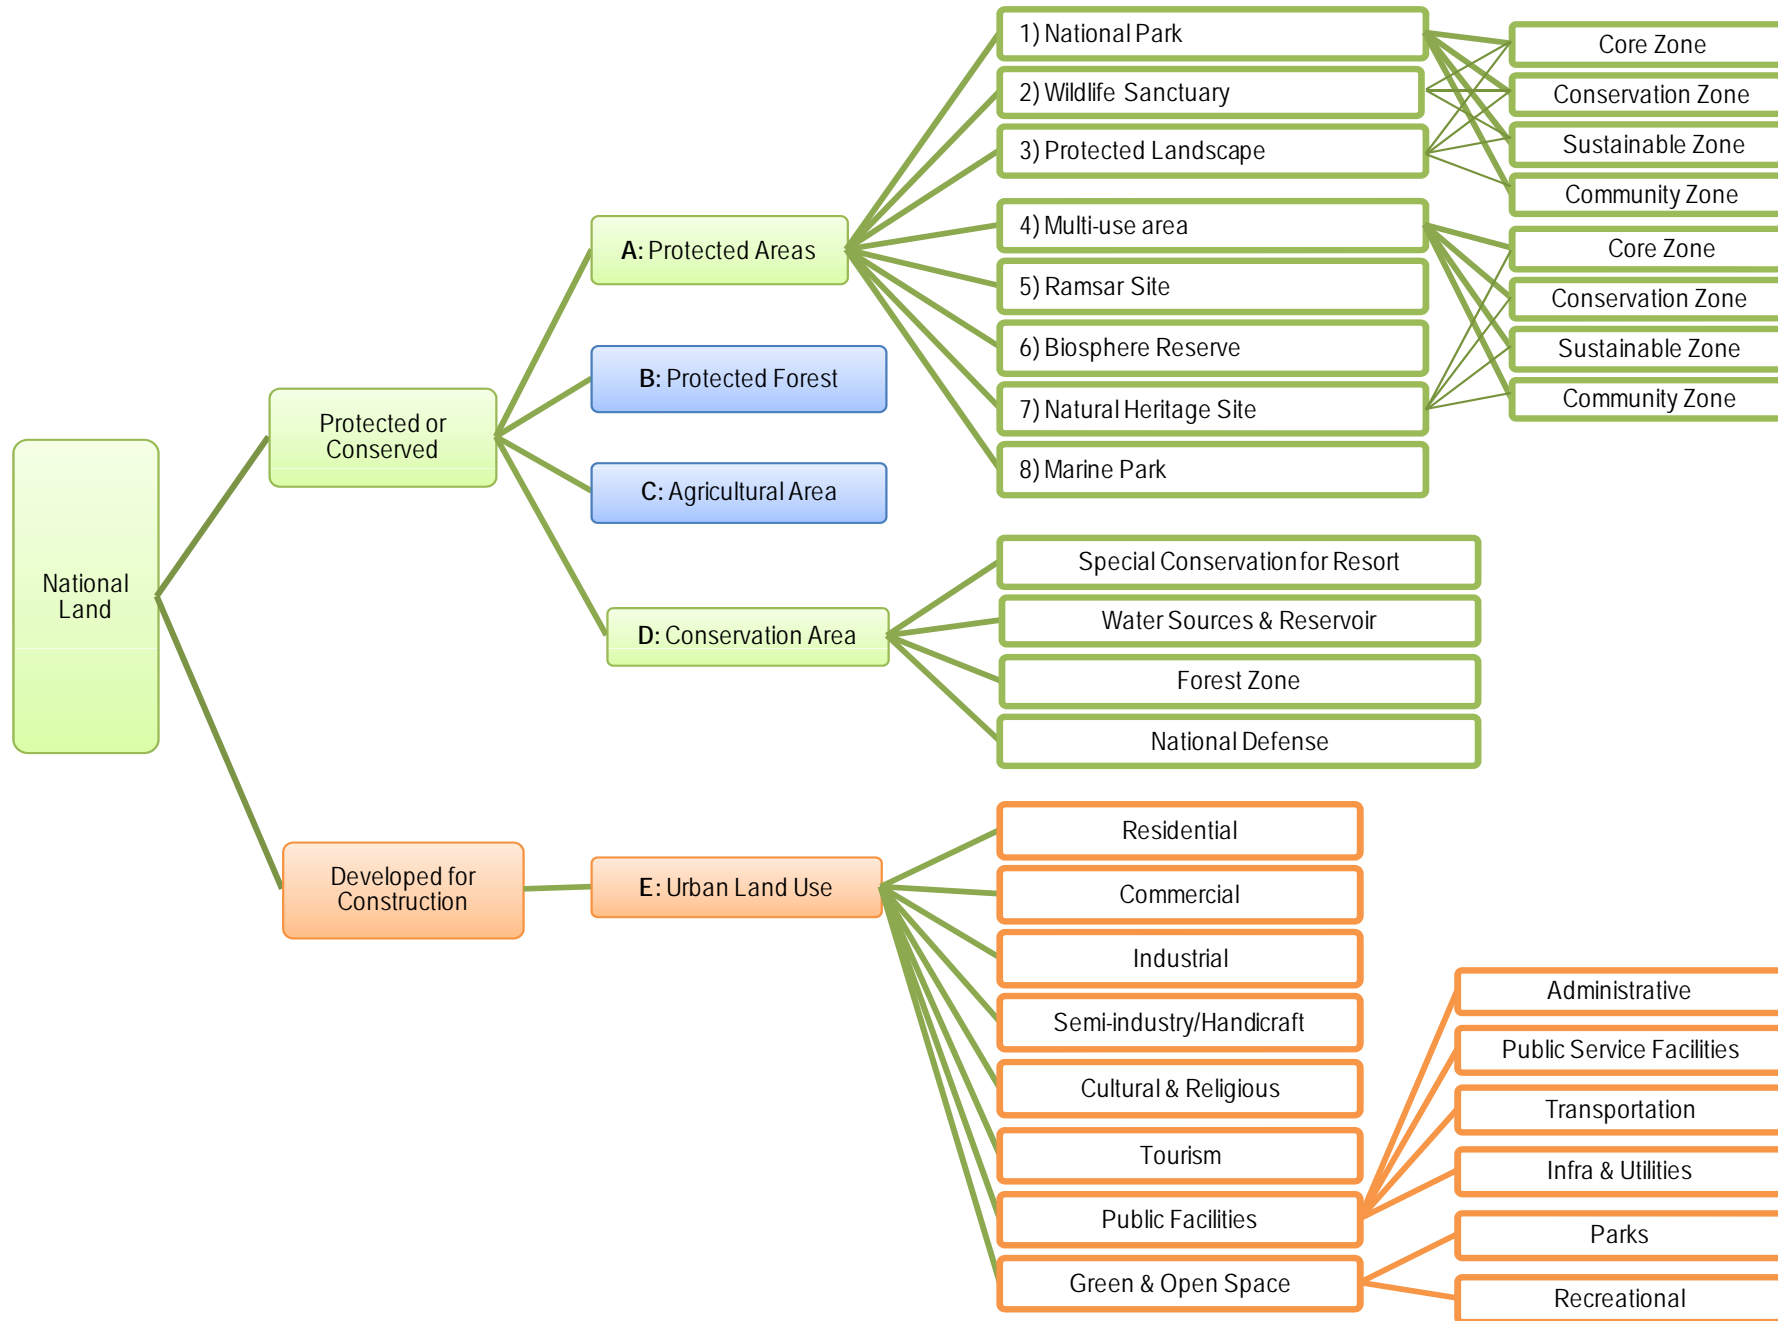 National
Land
Protected or
Conserved
Developed for
Construction
A: Protected Areas
B: Protected Forest
C: Agricultural Area
D: Conservation Area
E: Urban Land Use
1) National Park
2) Wildlife Sanctuary
3) Protected Landscape
4) Multi-use area
5) Ramsar Site
6) Biosphere Reserve
7) Natural Heritage Site
8) Marine Park
Special Conservation for Resort
Water Sources & Reservoir
Forest Zone
National Defense
Residential
Commercial
Industrial
Semi-industry/Handicraft
Cultural & Religious
Tourism
Public Facilities
Green & Open Space
Core Zone
Conservation Zone
Sustainable Zone
Community Zone
Core Zone
Conservation Zone
Sustainable Zone
Community Zone
Administrative
Public Service Facilities
Transportation
Infra & Utilities
Parks
Recreational